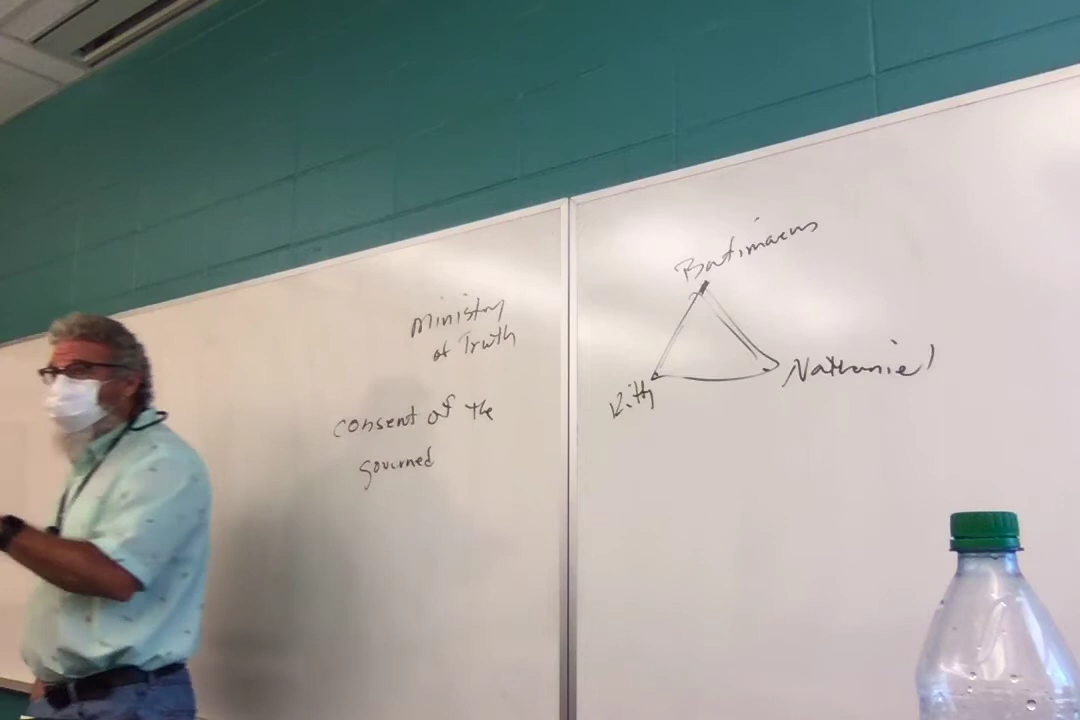 Ministry
of Truth
consent of the
governed
Bartimaeus
Kitty
Nathaniel